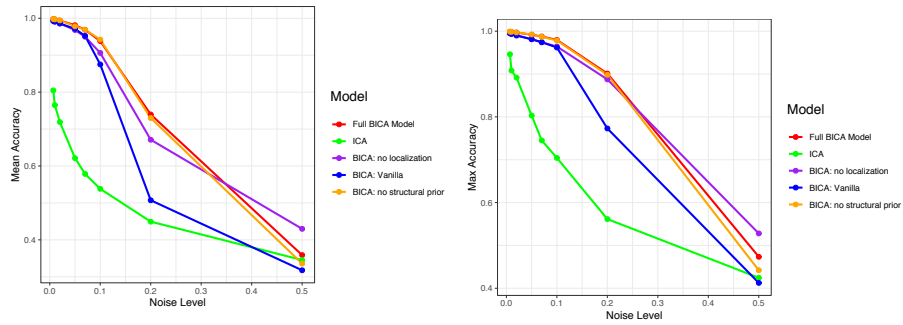 1.0
0.8
0.6
0.4
Mean Accuracy
0.0
0.1
0.2
0.3
0.4
0.5
Noise Level
Model
Full BICA Model
ICA
BICA: no localization
BICA: Vanilla
BICA: no structural prior
1.0
0.8
0.6
0.4
Max Accuracy
0.0
0.1
0.2
0.3
0.4
0.5
Noise Level
Model
Full BICA Model
ICA
BICA: no localization
BICA: Vanilla
BICA: no structural prior